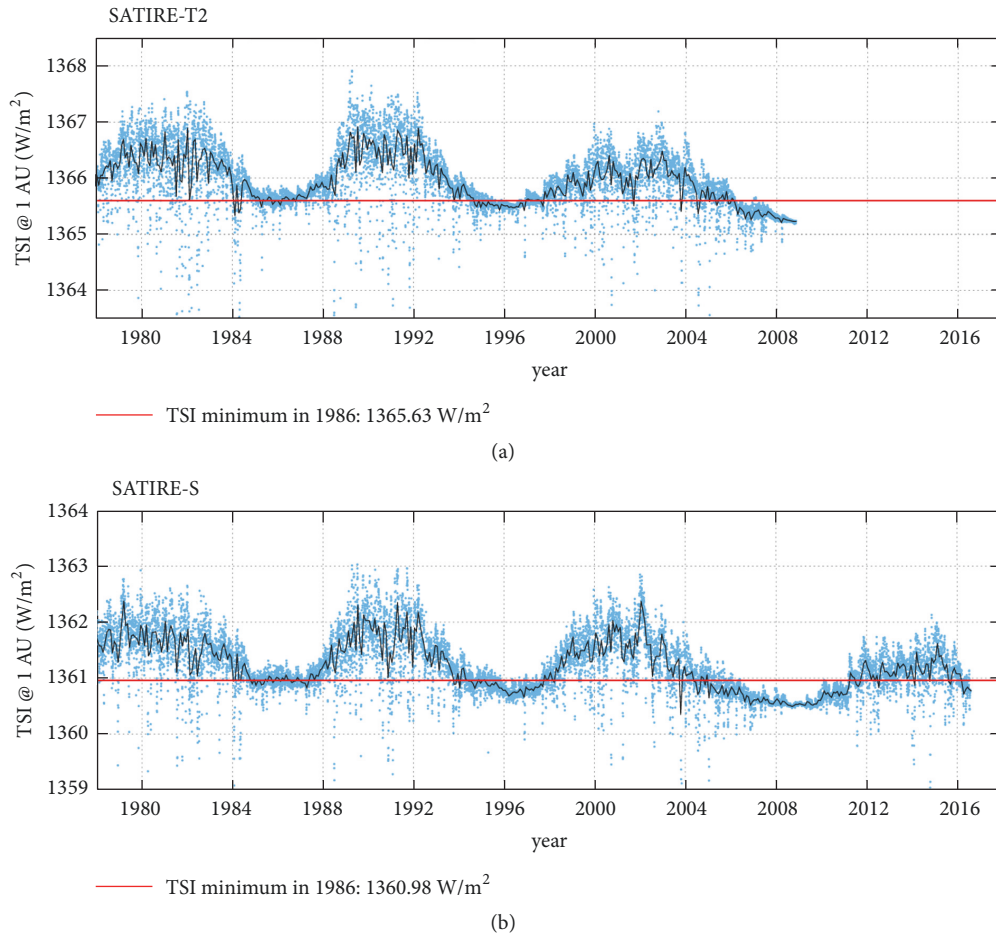 SATIRE-T2
1368
1367
1366
1365
1364
TSI @ 1 AU (W/m²)
1980 1984 1988 1992 1996 2000 2004 2008 2012 2016
year
TSI minimum in 1986: 1365.63 W/m²
(a)
SATIRE-S
1364
1363
1362
1361
1360
1359
TSI @ 1 AU (W/m²)
1980 1984 1988 1992 1996 2000 2004 2008 2012 2016
year
TSI minimum in 1986: 1360.98 W/m²
(b)